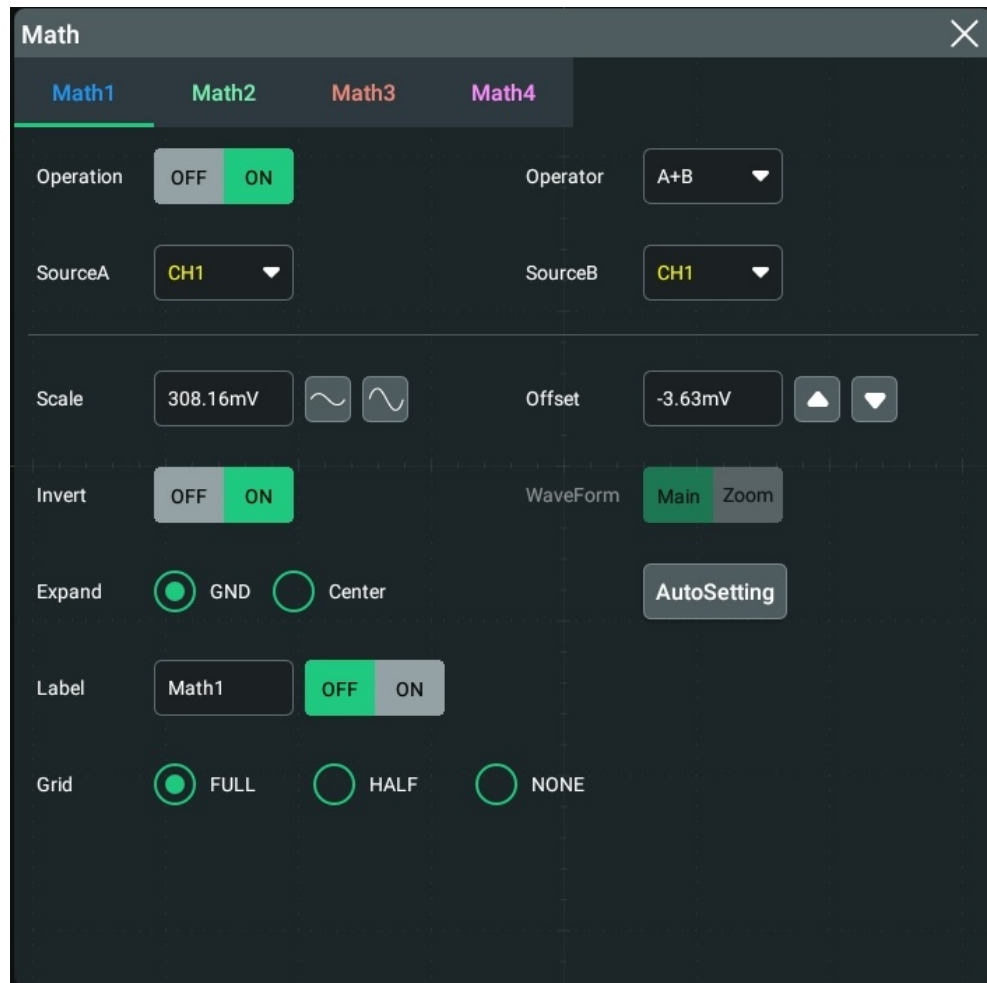 Math
Math1 Math2 Math3 Math4
Operation OFF ON Operator A+B
SourceA CH1 SourceB CH1
Scale 308.16mV Offset -3.63mV
Invert OFF ON WaveForm Main Zoom
Expand GND Center AutoSetting
Label Math1 OFF ON
Grid FULL HALF NONE